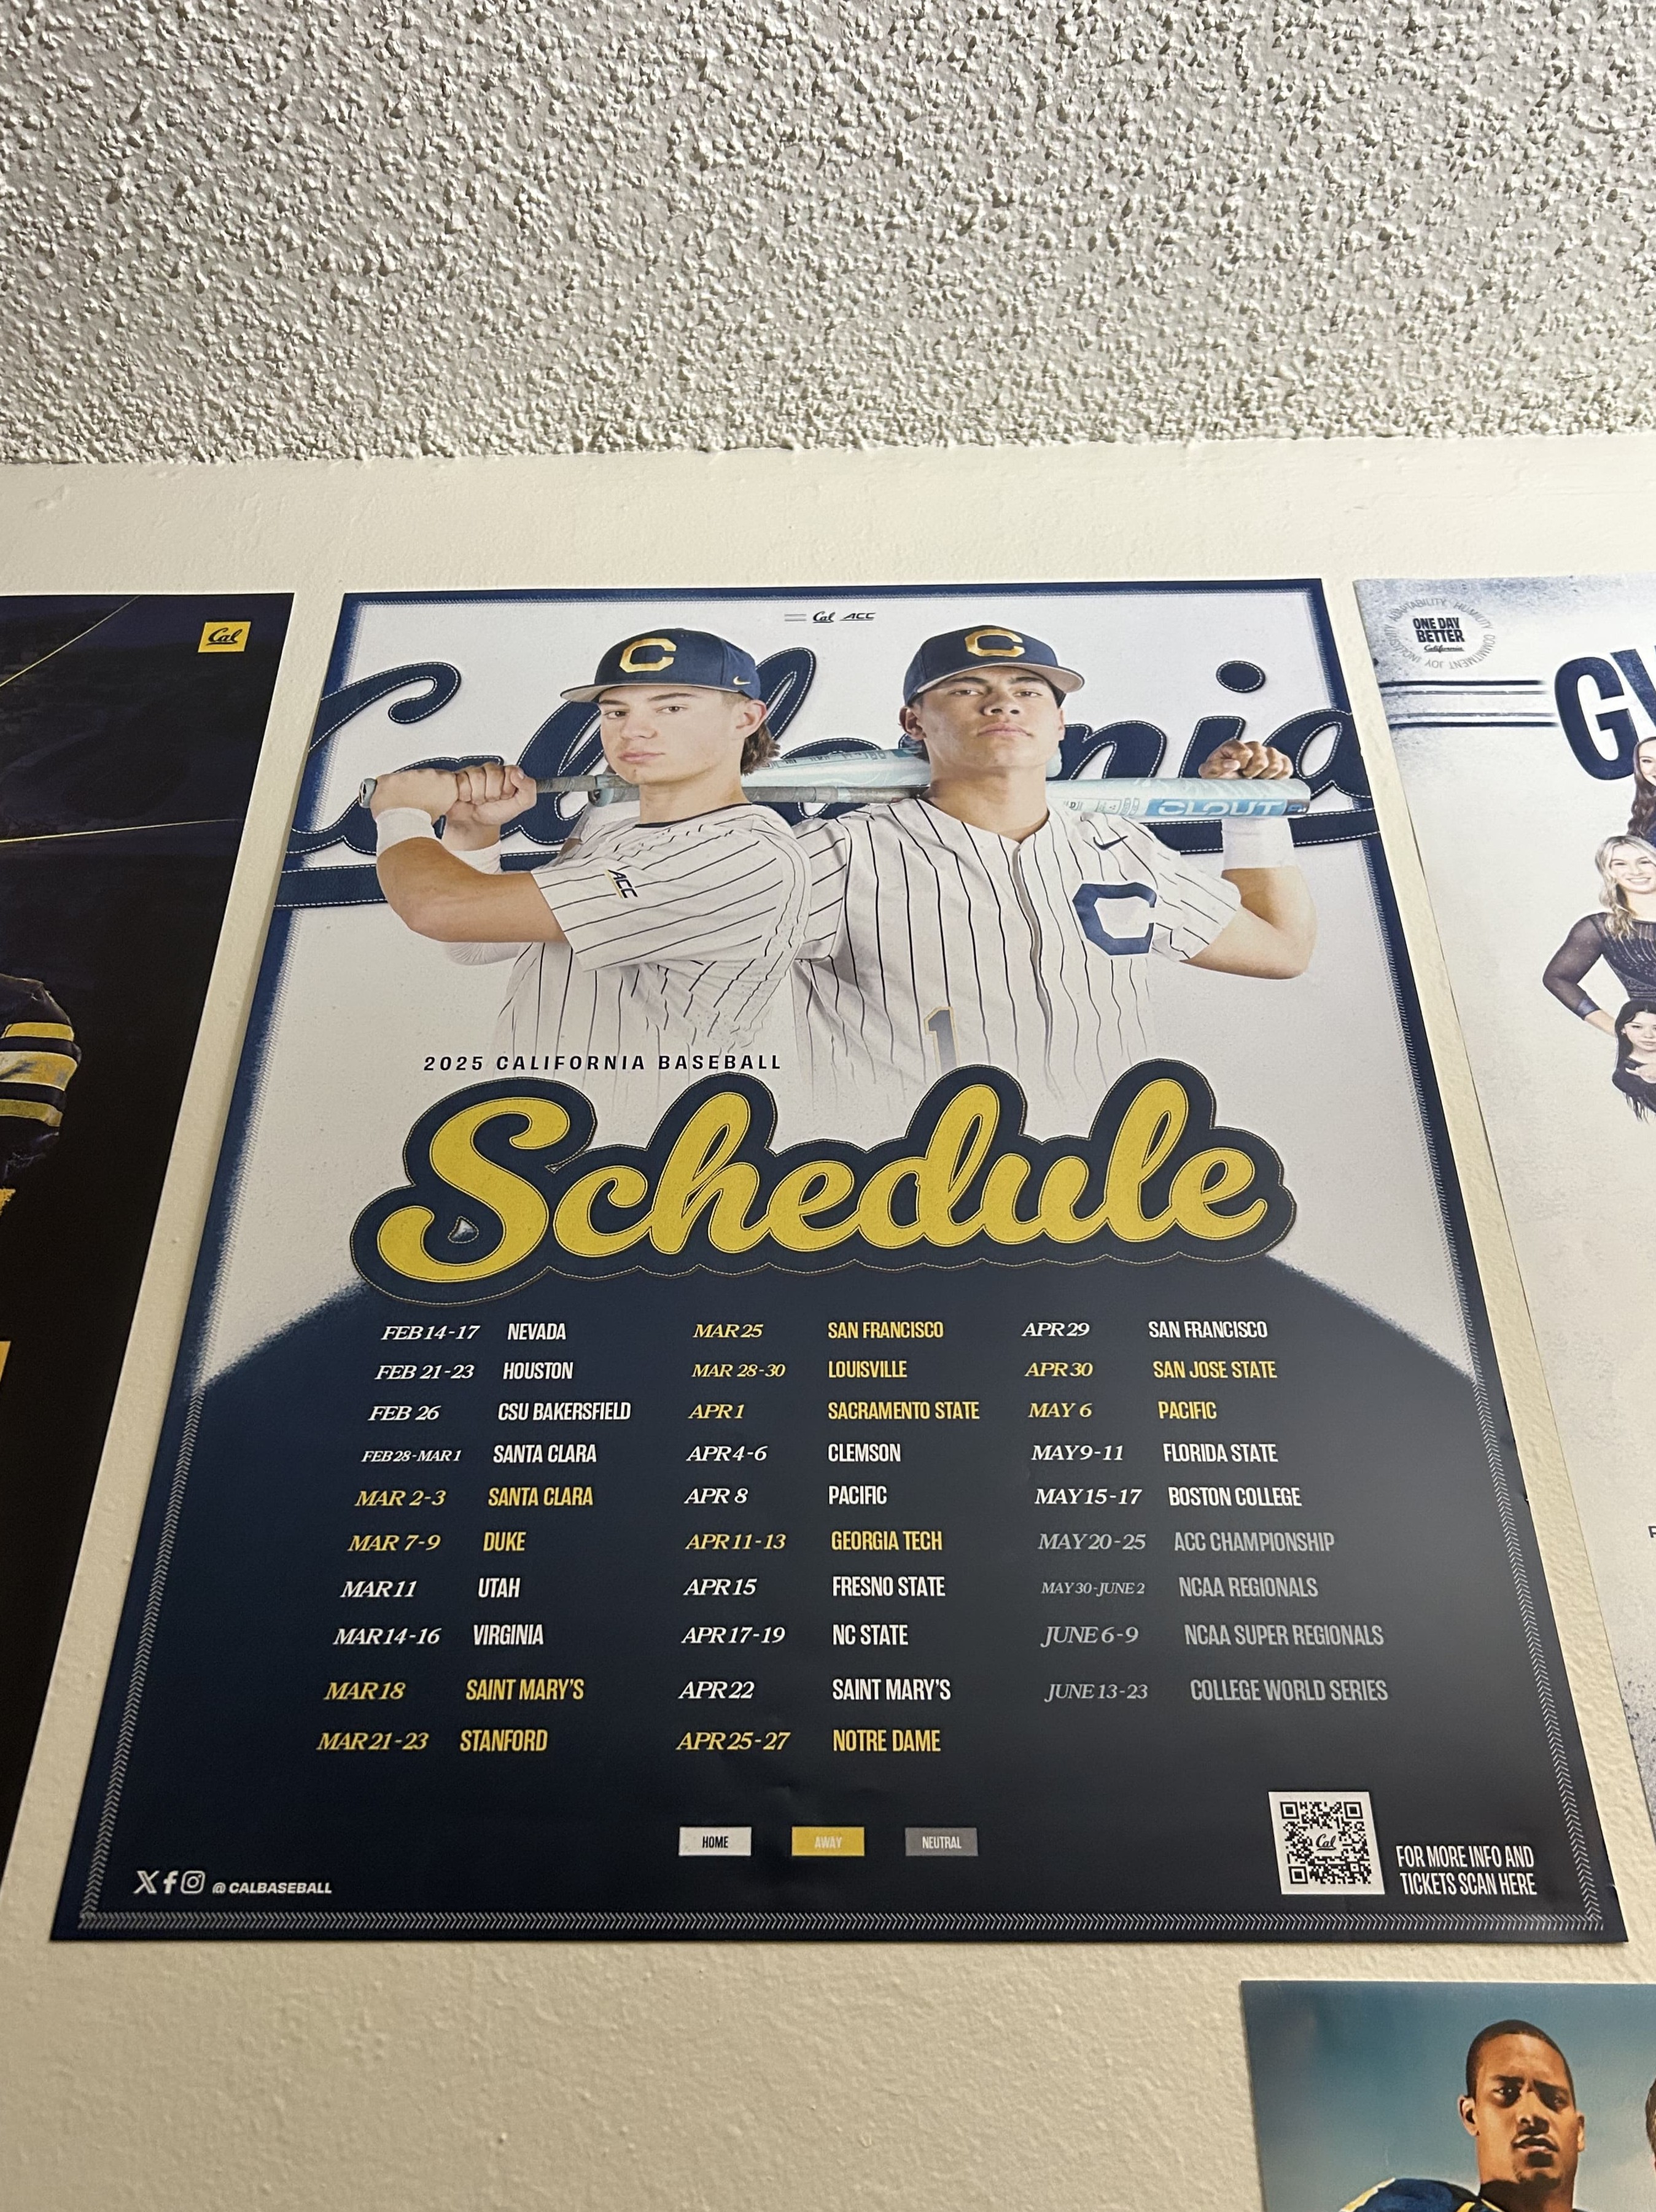 Cal
Cal ACC
California
C
C
CLOUT
ACC
C
1
2025 CALIFORNIA BASEBALL
Schedule
FEB 14-17 NEVADA
FEB 21-23 HOUSTON
FEB 26 CSU BAKERSFIELD
FEB 28-MAR 1 SANTA CLARA
MAR 2-3 SANTA CLARA
MAR 7-9 DUKE
MAR 11 UTAH
MAR 14-16 VIRGINIA
MAR 18 SAINT MARY'S
MAR 21-23 STANFORD
MAR 25 SAN FRANCISCO
MAR 28-30 LOUISVILLE
APR 1 SACRAMENTO STATE
APR 4-6 CLEMSON
APR 8 PACIFIC
APR 11-13 GEORGIA TECH
APR 15 FRESNO STATE
APR 17-19 NC STATE
APR 22 SAINT MARY'S
APR 25-27 NOTRE DAME
APR 29 SAN FRANCISCO
APR 30 SAN JOSE STATE
MAY 6 PACIFIC
MAY 9-11 FLORIDA STATE
MAY 15-17 BOSTON COLLEGE
MAY 20-25 ACC CHAMPIONSHIP
MAY 30-JUNE 2 NCAA REGIONALS
JUNE 6-9 NCAA SUPER REGIONALS
JUNE 13-23 COLLEGE WORLD SERIES
HOME AWAY NEUTRAL
@CALBASEBALL
Cal
FOR MORE INFO AND
TICKETS SCAN HERE
ADAPTABILITY · HUMILITY · COMMITMENT · JOY · INCLUSIVITY
ONE DAY
BETTER
California